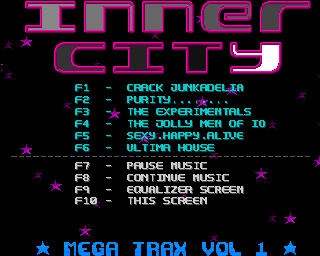 INNER
CITY
F1 - CRACK JUNKADELIA
F2 - PURITY........
F3 - THE EXPERIMENTALS
F4 - THE JOLLY MEN OF IO
F5 - SEXY.HAPPY.ALIVE
F6 - ULTIMA HOUSE
F7 - PAUSE MUSIC
F8 - CONTINUE MUSIC
F9 - EQUALIZER SCREEN
F10 - THIS SCREEN
MEGA TRAX VOL 1